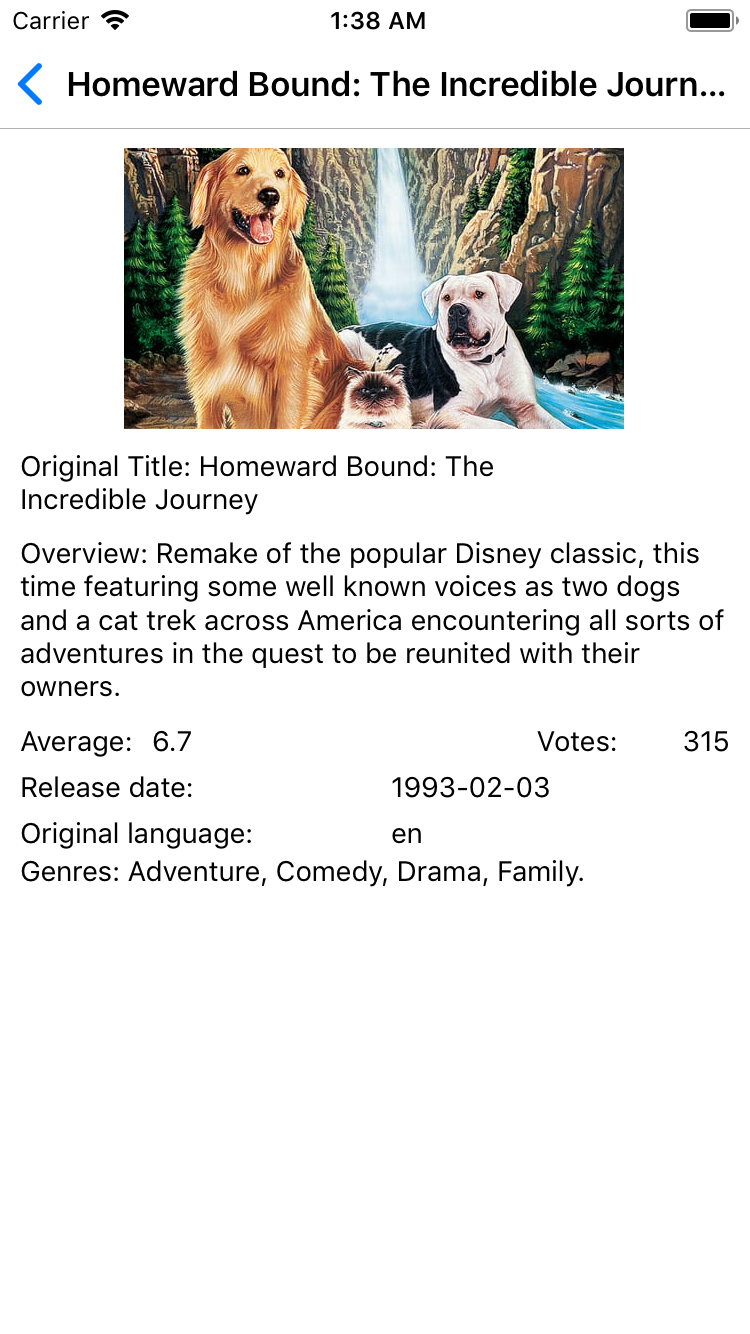 Carrier 1:38 AM
Homeward Bound: The Incredible Journ...
Original Title: Homeward Bound: The
Incredible Journey
Overview: Remake of the popular Disney classic, this
time featuring some well known voices as two dogs
and a cat trek across America encountering all sorts of
adventures in the quest to be reunited with their
owners.
Average: 6.7 Votes: 315
Release date: 1993-02-03
Original language: en
Genres: Adventure, Comedy, Drama, Family.